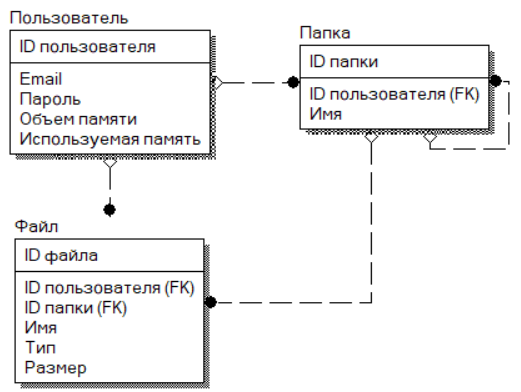 Пользователь
ID пользователя
Email
Пароль
Объем памяти
Используемая память
Папка
ID папки
ID пользователя (FK)
Имя
Файл
ID файла
ID пользователя (FK)
ID папки (FK)
Имя
Тип
Размер